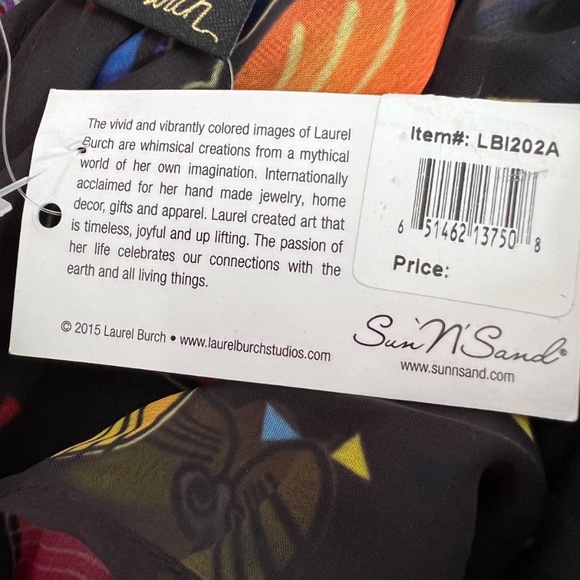 The vivid and vibrantly colored images of Laurel
Burch are whimsical creations from a mythical
world of her own imagination. Internationally
acclaimed for her hand made jewelry, home
decor, gifts and apparel. Laurel created art that
is timeless, joyful and up lifting. The passion of
her life celebrates our connections with the
earth and all living things.
© 2015 Laurel Burch • www.laurelburchstudios.com
Item#: LBI202A
6 51462 13750 8
Price:
Sun 'N' Sand®
www.sunnsand.com